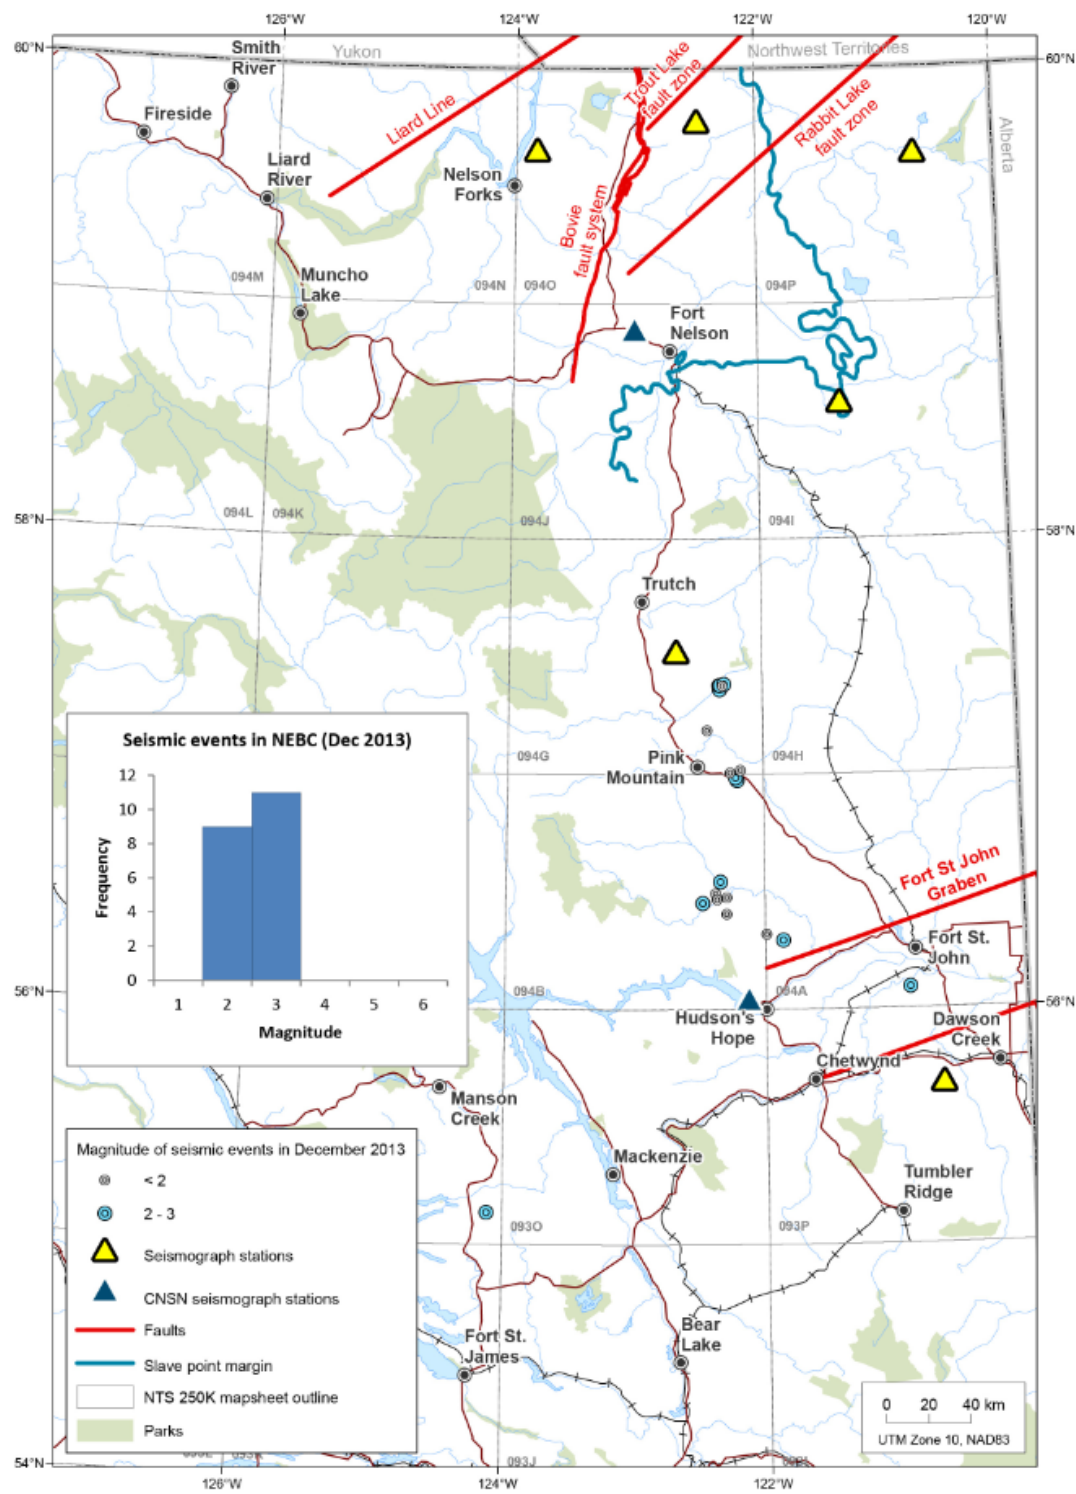 126°W
124°W
122°W
120°W
60°N
60°N
Yukon
Northwest Territories
Alberta
Smith
River
Fireside
Liard Line
Trout Lake
fault zone
Rabbit Lake
fault zone
Liard
River
Nelson
Forks
Bovie
fault system
Muncho
Lake
094M
094N
094O
094P
Fort
Nelson
094L
094K
094J
094I
58°N
58°N
Trutch
Pink
Mountain
094G
094H
Seismic events in NEBC (Dec 2013)
12
10
8
6
4
2
0
Frequency
1
2
3
4
5
6
Magnitude
Fort St John
Graben
Fort St.
John
56°N
56°N
094B
094A
Hudson's
Hope
Dawson
Creek
Chetwynd
Manson
Creek
Mackenzie
Tumbler
Ridge
093O
093P
Magnitude of seismic events in December 2013
< 2
2 - 3
Seismograph stations
CNSN seismograph stations
Faults
Slave point margin
NTS 250K mapsheet outline
Parks
Fort St.
James
Bear
Lake
0 20 40 km
UTM Zone 10, NAD83
54°N
093J
126°W
124°W
122°W